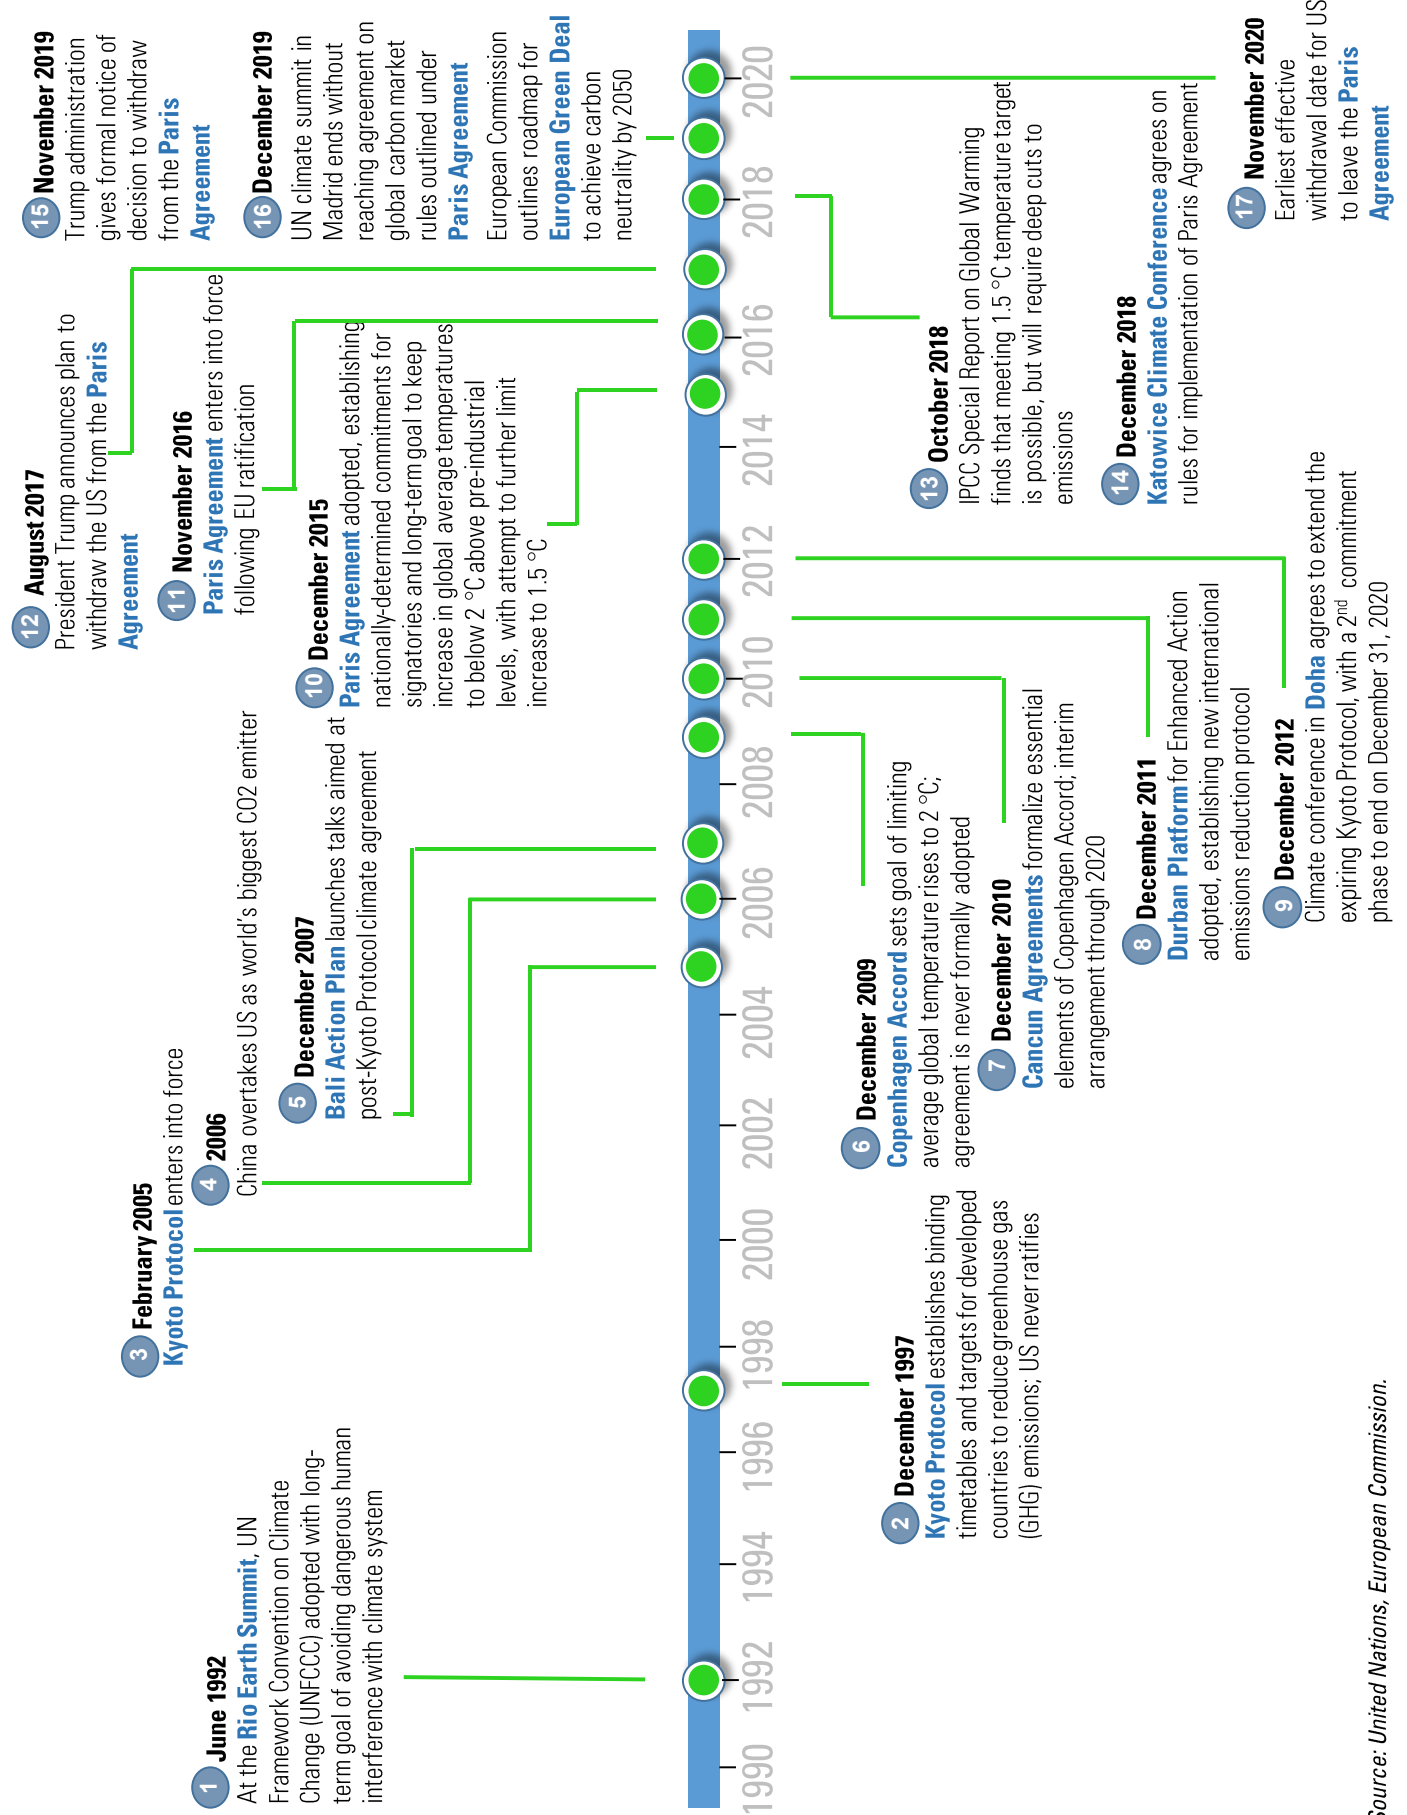 1
June 1992
At the Rio Earth Summit, UN
Framework Convention on Climate
Change (UNFCCC) adopted with long-
term goal of avoiding dangerous human
interference with climate system
3
February 2005
Kyoto Protocol enters into force
4
2006
China overtakes US as world's biggest CO2 emitter
5
December 2007
Bali Action Plan launches talks aimed at
post-Kyoto Protocol climate agreement
12
August 2017
President Trump announces plan to
withdraw the US from the Paris
Agreement
11
November 2016
Paris Agreement enters into force
following EU ratification
10
December 2015
Paris Agreement adopted, establishing
nationally-determined commitments for
signatories and long-term goal to keep
increase in global average temperatures
to below 2 °C above pre-industrial
levels, with attempt to further limit
increase to 1.5 °C
15
November 2019
Trump administration
gives formal notice of
decision to withdraw
from the Paris
Agreement
16
December 2019
UN climate summit in
Madrid ends without
reaching agreement on
global carbon market
rules outlined under
Paris Agreement
European Commission
outlines roadmap for
European Green Deal
to achieve carbon
neutrality by 2050
1990
1992
1994
1996
1998
2000
2002
2004
2006
2008
2010
2012
2014
2016
2018
2020
2
December 1997
Kyoto Protocol establishes binding
timetables and targets for developed
countries to reduce greenhouse gas
(GHG) emissions; US never ratifies
6
December 2009
Copenhagen Accord sets goal of limiting
average global temperature rises to 2 °C;
agreement is never formally adopted
7
December 2010
Cancun Agreements formalize essential
elements of Copenhagen Accord; interim
arrangement through 2020
8
December 2011
Durban Platform for Enhanced Action
adopted, establishing new international
emissions reduction protocol
9
December 2012
Climate conference in Doha agrees to extend the
expiring Kyoto Protocol, with a 2nd commitment
phase to end on December 31, 2020
13
October 2018
IPCC Special Report on Global Warming
finds that meeting 1.5 °C temperature target
is possible, but will require deep cuts to
emissions
14
December 2018
Katowice Climate Conference agrees on
rules for implementation of Paris Agreement
17
November 2020
Earliest effective
withdrawal date for US
to leave the Paris
Agreement
Source: United Nations, European Commission.